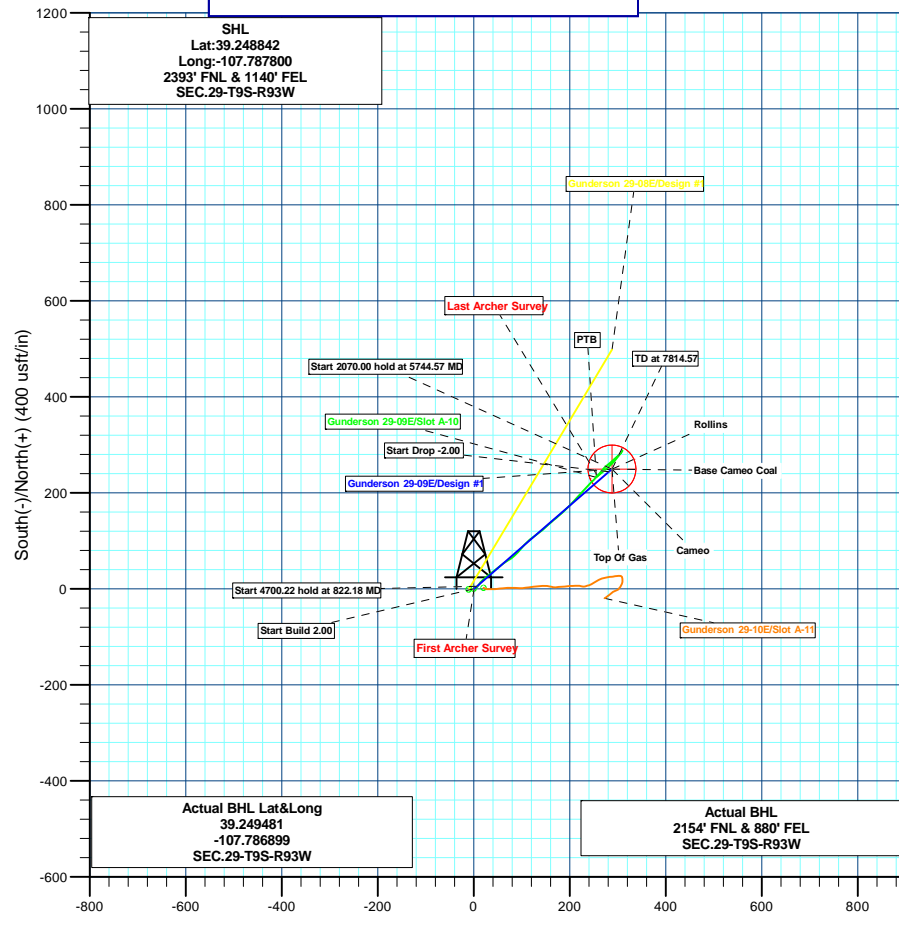 1200
SHL
Lat:39.248842
Long:-107.787800
2393' FNL & 1140' FEL
SEC.29-T9S-R93W
1000
Gunderson 29-08E/Design #1
800
Last Archer Survey
600
PTB
TD at 7814.57
Start 2070.00 hold at 5744.57 MD
400
Gunderson 29-09E/Slot A-10
Rollins
Start Drop -2.00
Base Cameo Coal
Gunderson 29-09E/Design #1
200
Top Of Gas
Cameo
South(-)/North(+) (400 usft/in)
0
Start 4700.22 hold at 822.18 MD
Start Build 2.00
Gunderson 29-10E/Slot A-11
First Archer Survey
-200
-400
Actual BHL Lat&Long
39.249481
-107.786899
SEC.29-T9S-R93W
Actual BHL
2154' FNL & 880' FEL
SEC.29-T9S-R93W
-600
-800 -600 -400 -200 0 200 400 600 800